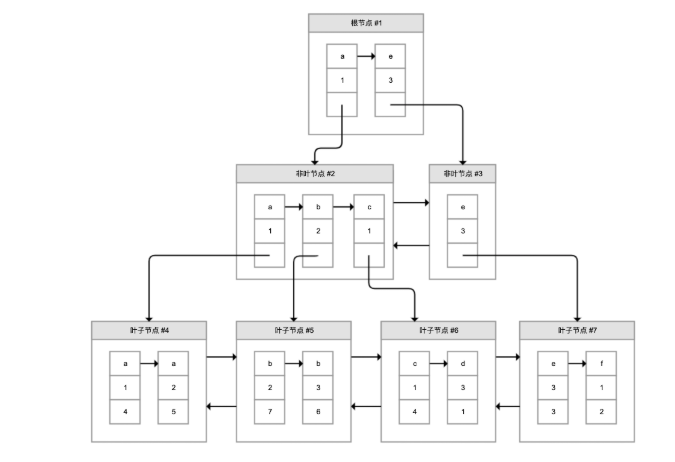 根节点 #1
a e
1 3
非叶节点 #2
非叶节点 #3
a b c
1 2 1
e
3
叶子节点 #4
叶子节点 #5
叶子节点 #6
叶子节点 #7
a a
1 2
4 5
b b
2 3
7 6
c d
1 3
4 1
e f
3 1
3 2